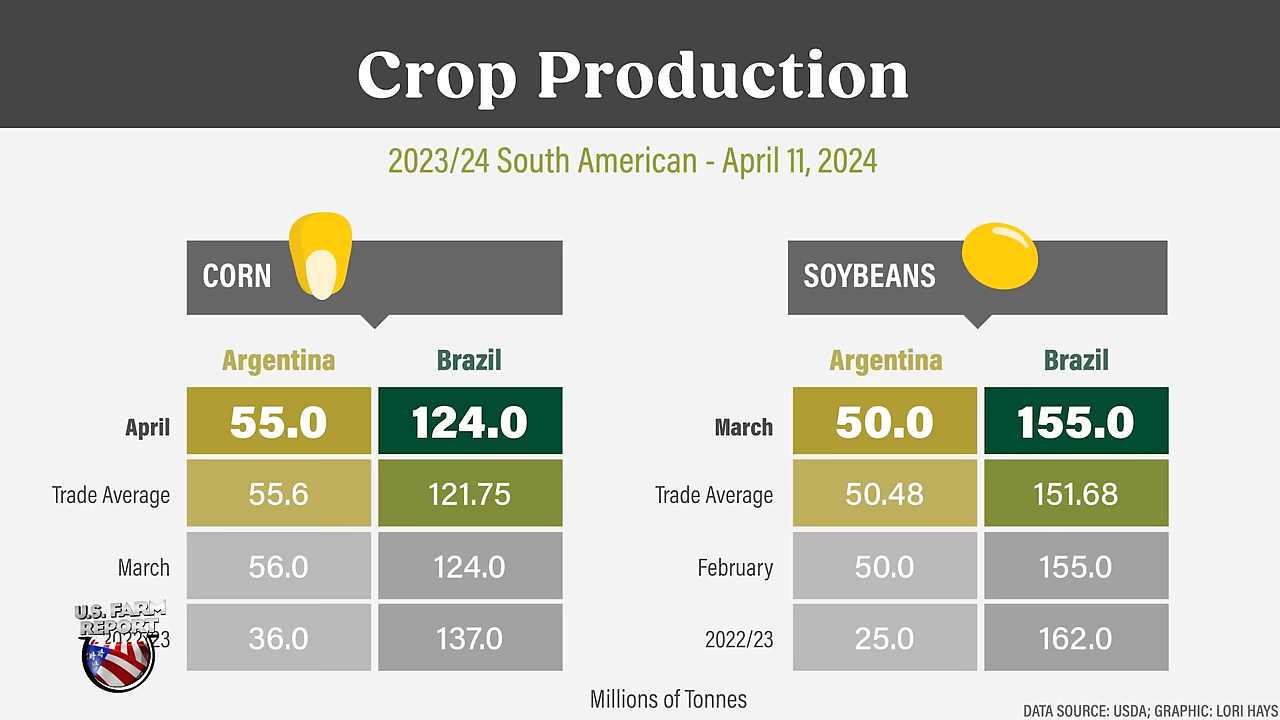 Crop Production
2023/24 South American - April 11, 2024
CORN
Argentina Brazil
April 55.0 124.0
Trade Average 55.6 121.75
March 56.0 124.0
2022/23 36.0 137.0
SOYBEANS
Argentina Brazil
March 50.0 155.0
Trade Average 50.48 151.68
February 50.0 155.0
2022/23 25.0 162.0
U.S. FARM
REPORT
Millions of Tonnes
DATA SOURCE: USDA; GRAPHIC: LORI HAYS